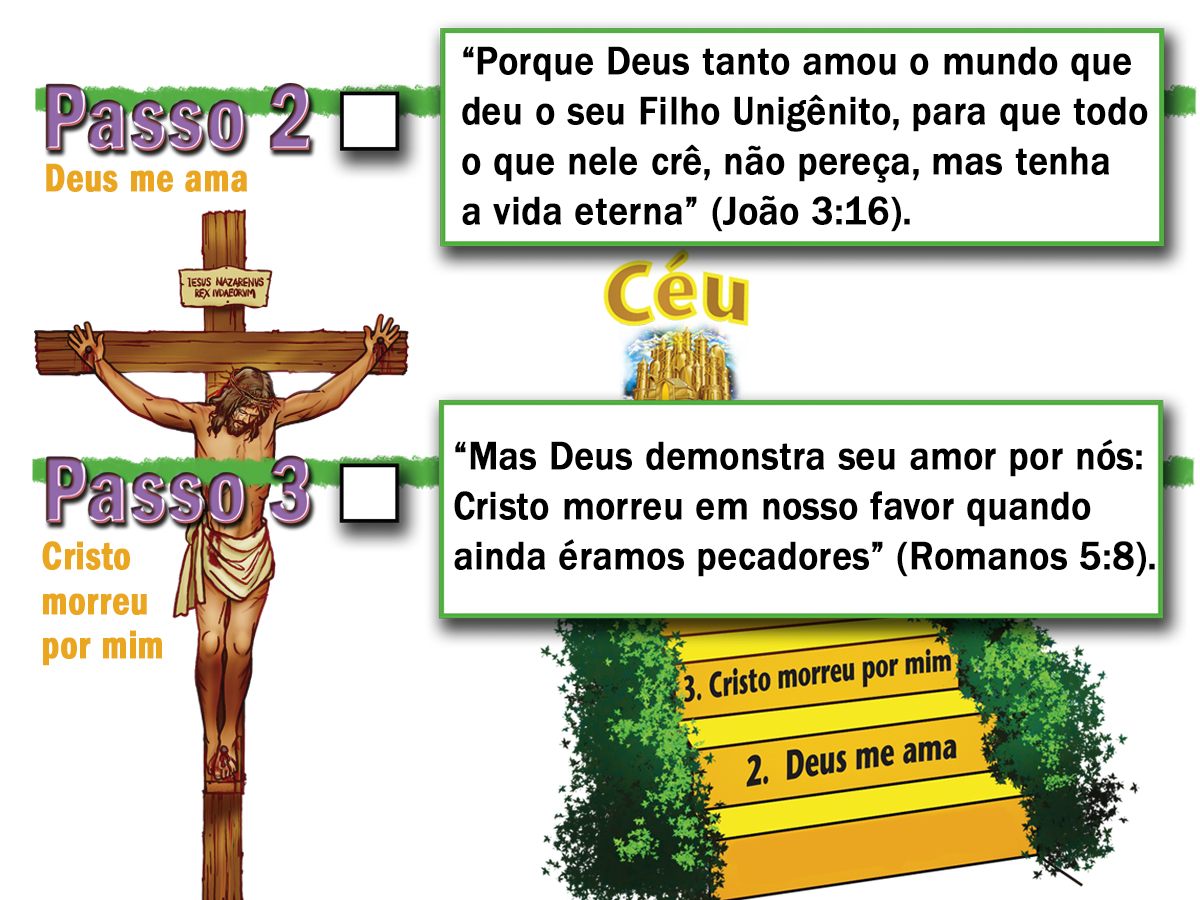 Passo 2
Deus me ama
“Porque Deus tanto amou o mundo que
deu o seu Filho Unigênito, para que todo
o que nele crê, não pereça, mas tenha
a vida eterna” (João 3:16).
IESUS NAZARENUS
REX IVDAEORVM
Céu
Passo 3
Cristo
morreu
por mim
“Mas Deus demonstra seu amor por nós:
Cristo morreu em nosso favor quando
ainda éramos pecadores” (Romanos 5:8).
3. Cristo morreu por mim
2. Deus me ama